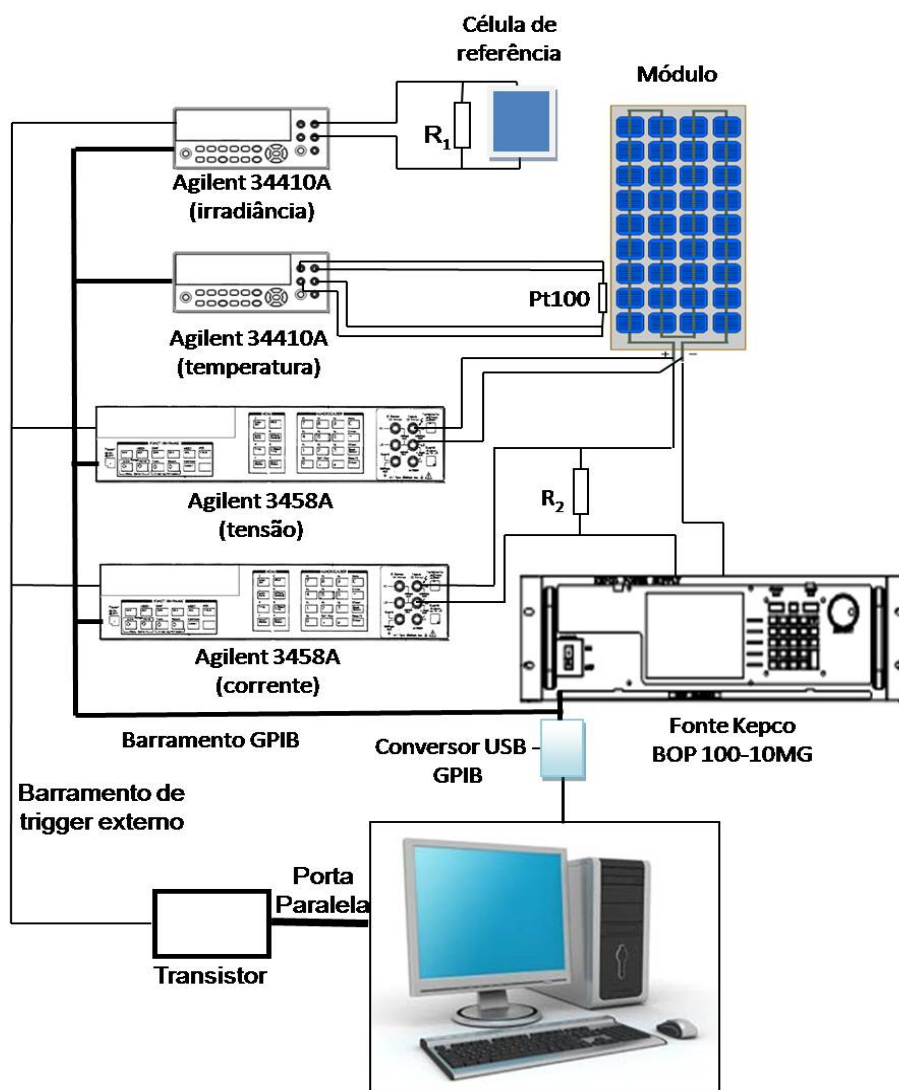 Célula de
referência
Módulo
R1
Agilent 34410A
(irradiância)
Pt100
Agilent 34410A
(temperatura)
+ −
R2
Agilent 3458A
(tensão)
Agilent 3458A
(corrente)
Fonte Kepco
BOP 100-10MG
Barramento GPIB
Conversor USB -
GPIB
Barramento de
trigger externo
Porta
Paralela
Transistor